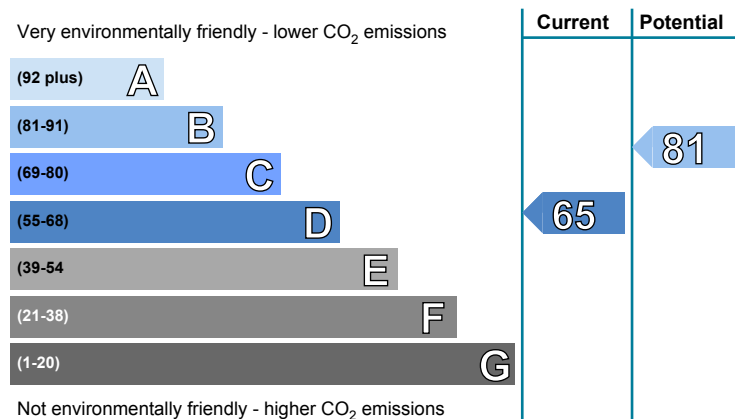 Very environmentally friendly - lower CO₂ emissions
Current
Potential
(92 plus) A
(81-91) B
(69-80) C
(55-68) D
(39-54 E
(21-38) F
(1-20) G
81
65
Not environmentally friendly - higher CO₂ emissions